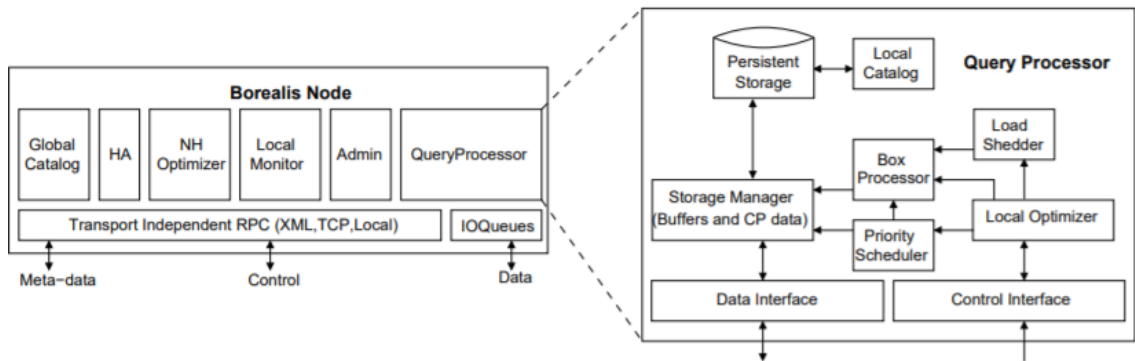 Borealis Node
Global
Catalog
HA
NH
Optimizer
Local
Monitor
Admin
QueryProcessor
Transport Independent RPC (XML,TCP,Local)
IOQueues
Meta−data
Control
Data
Query Processor
Persistent
Storage
Local
Catalog
Load
Shedder
Box
Processor
Storage Manager
(Buffers and CP data)
Local Optimizer
Priority
Scheduler
Data Interface
Control Interface